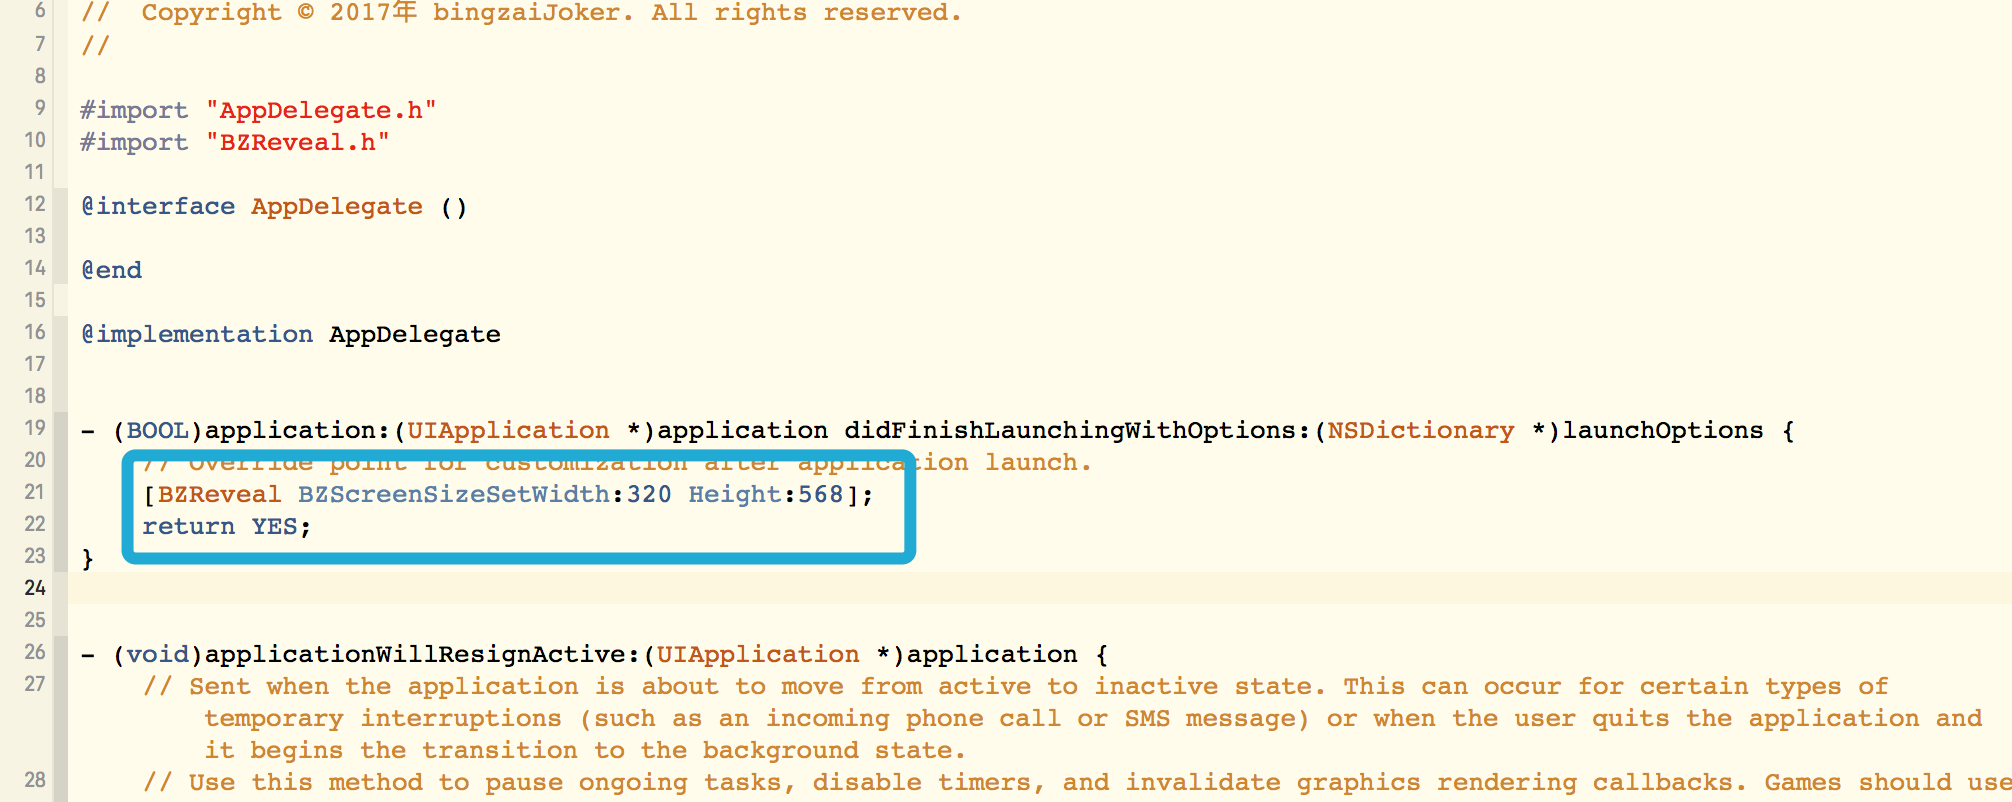 6 //  Copyright © 2017年 bingzaiJoker. All rights reserved.
7 //
8
9 #import "AppDelegate.h"
10 #import "BZReveal.h"
11
12 @interface AppDelegate ()
13
14 @end
15
16 @implementation AppDelegate
17
18
19 - (BOOL)application:(UIApplication *)application didFinishLaunchingWithOptions:(NSDictionary *)launchOptions {
20     // Override point for customization after application launch.
21     [BZReveal BZScreenSizeSetWidth:320 Height:568];
22     return YES;
23 }
24
25
26 - (void)applicationWillResignActive:(UIApplication *)application {
27     // Sent when the application is about to move from active to inactive state. This can occur for certain types of
        temporary interruptions (such as an incoming phone call or SMS message) or when the user quits the application and
        it begins the transition to the background state.
28     // Use this method to pause ongoing tasks, disable timers, and invalidate graphics rendering callbacks. Games should use